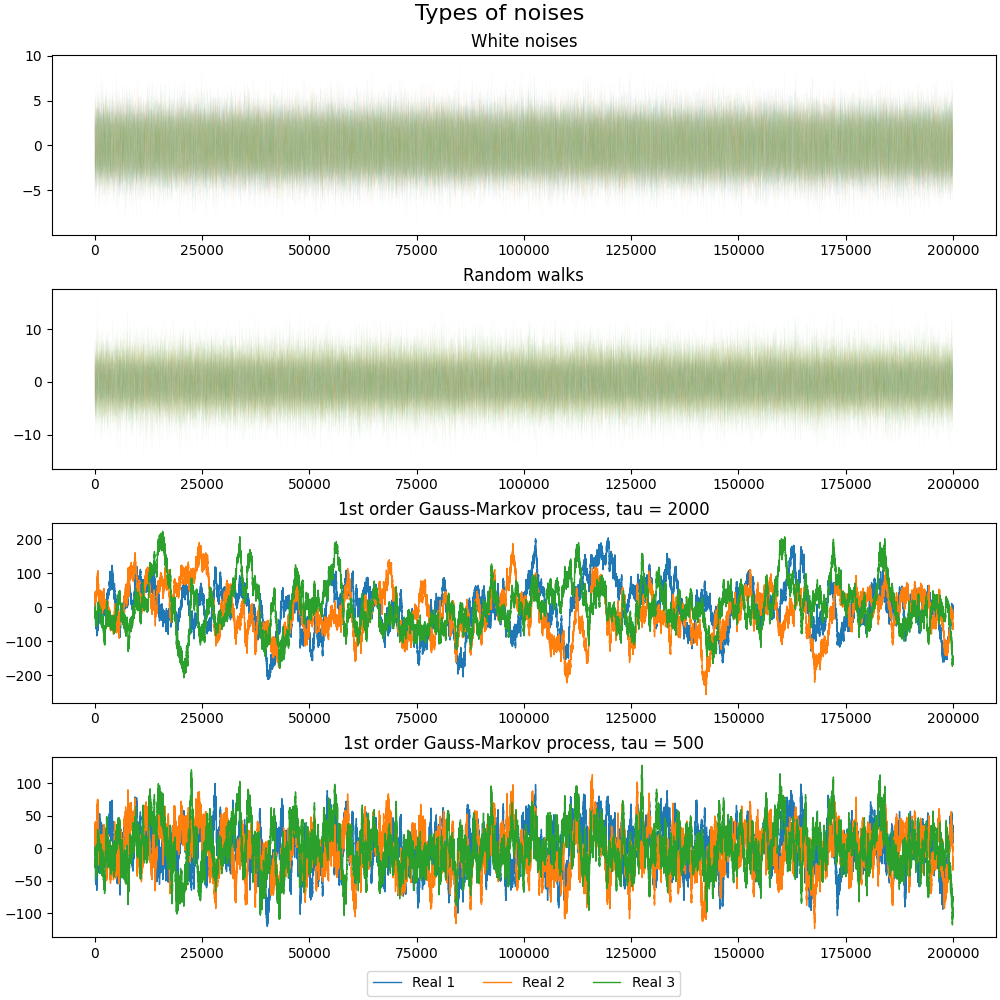 Types of noises
White noises
10
5
0
−5
0 25000 50000 75000 100000 125000 150000 175000 200000
Random walks
10
0
−10
0 25000 50000 75000 100000 125000 150000 175000 200000
1st order Gauss-Markov process, tau = 2000
200
100
0
−100
−200
0 25000 50000 75000 100000 125000 150000 175000 200000
1st order Gauss-Markov process, tau = 500
100
50
0
−50
−100
0 25000 50000 75000 100000 125000 150000 175000 200000
Real 1 Real 2 Real 3